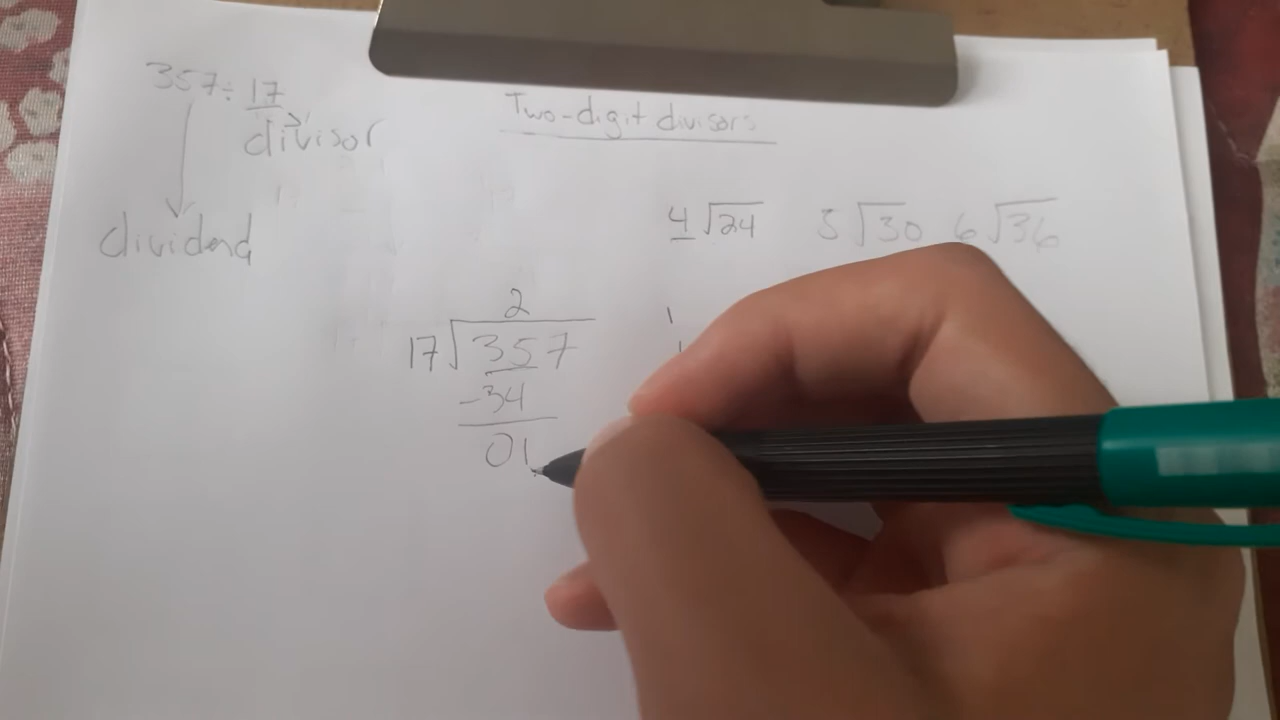 357÷17
divisor
dividend
Two-digit divisors
4√24 5√30 6√36
2
17√357
-34
01